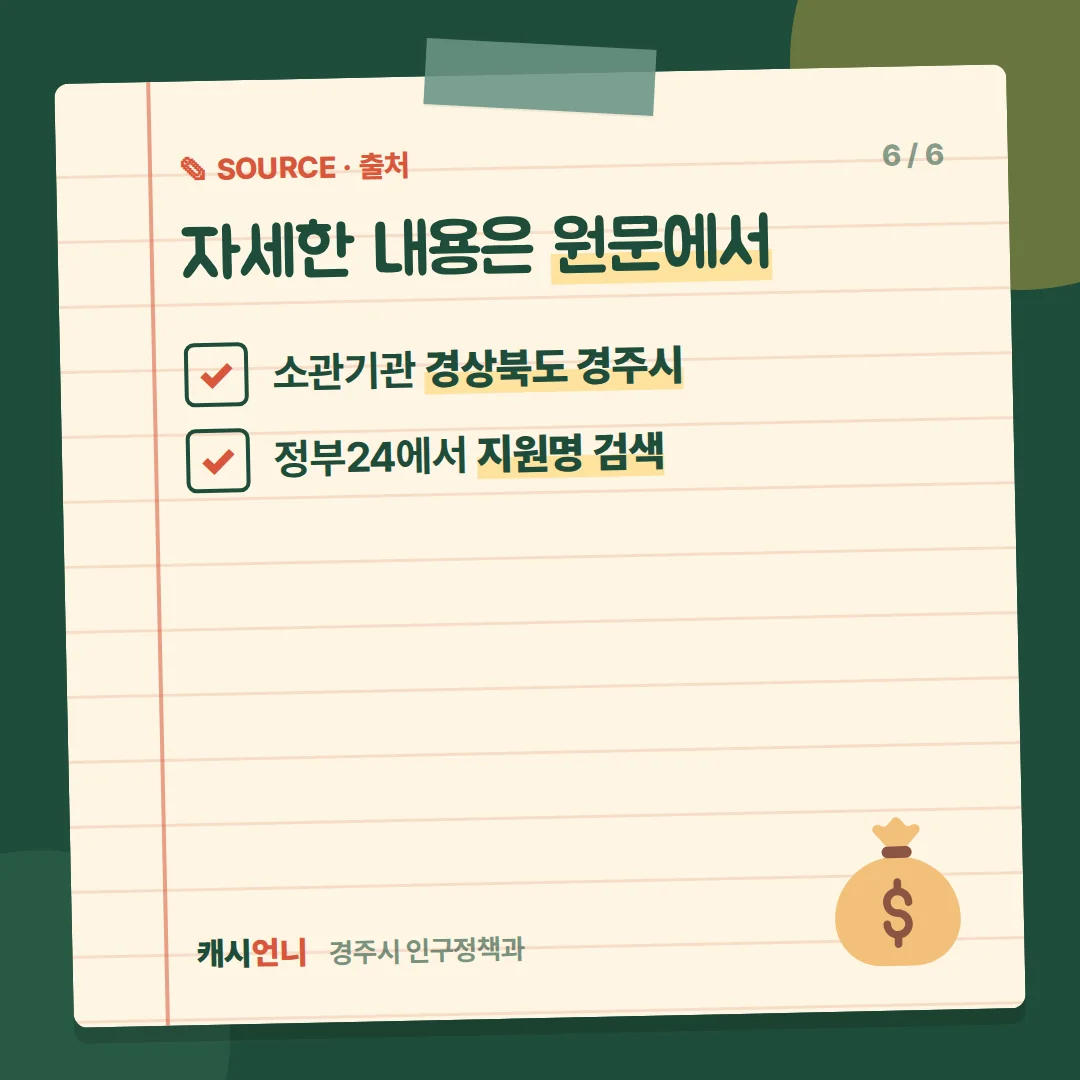 SOURCE · 출처
6 / 6
자세한 내용은 원문에서
소관기관 경상북도 경주시
정부24에서 지원명 검색
캐시언니 경주시 인구정책과
$